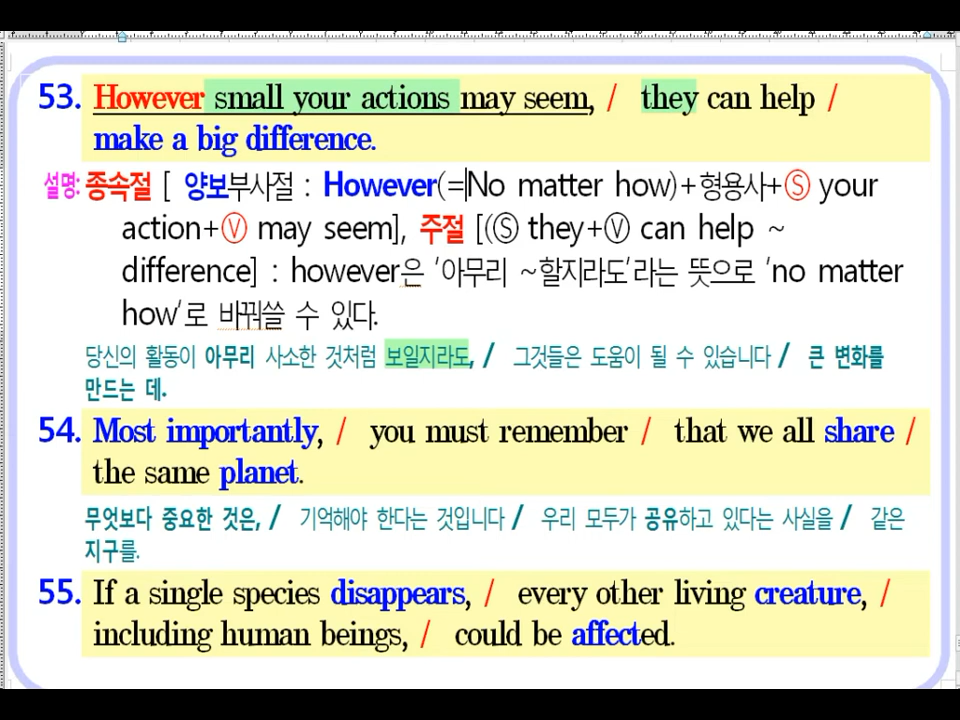 53. However small your actions may seem, / they can help /
make a big difference.
설명: 종속절 [ 양보부사절 : However(=No matter how)+형용사+Ⓢ your
action+Ⓥ may seem], 주절 [(Ⓢ they+Ⓥ can help ~
difference] : however은 '아무리 ~할지라도'라는 뜻으로 'no matter
how'로 바꿔쓸 수 있다.
당신의 활동이 아무리 사소한 것처럼 보일지라도, / 그것들은 도움이 될 수 있습니다 / 큰 변화를
만드는 데.
54. Most importantly, / you must remember / that we all share /
the same planet.
무엇보다 중요한 것은, / 기억해야 한다는 것입니다 / 우리 모두가 공유하고 있다는 사실을 / 같은
지구를.
55. If a single species disappears, / every other living creature, /
including human beings, / could be affected.